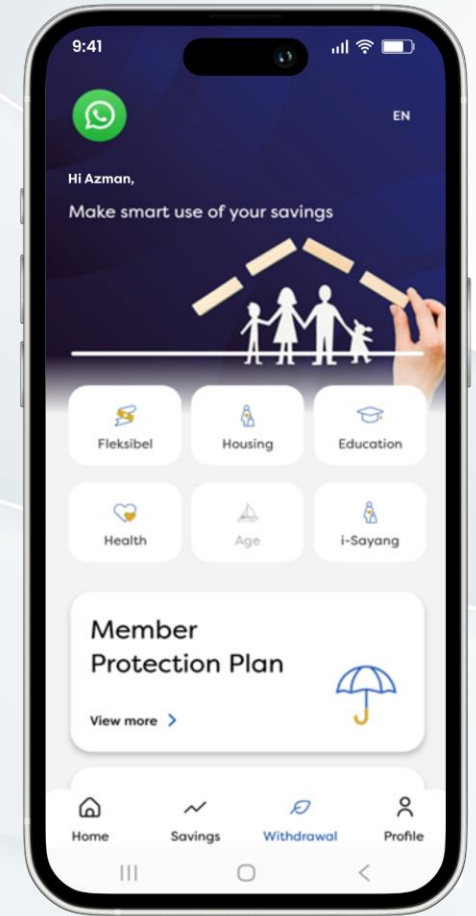 9:41
EN
Hi Azman,
Make smart use of your savings
Fleksibel
Housing
Education
Health
Age
i-Sayang
Member
Protection Plan
View more
Home
Savings
Withdrawal
Profile